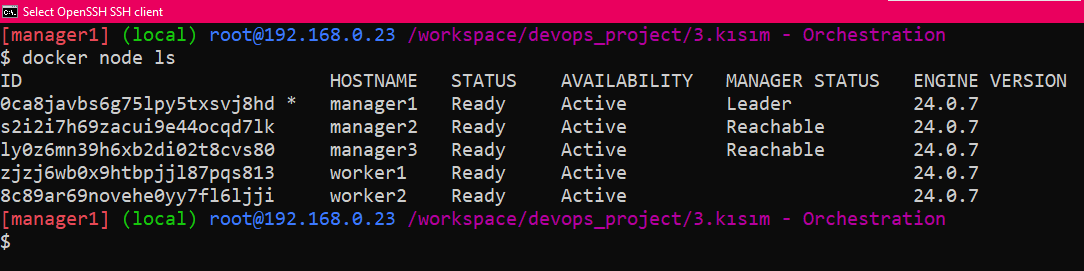 Select OpenSSH SSH client
[manager1] (local) root@192.168.0.23 /workspace/devops_project/3.kısım - Orchestration
$ docker node ls
ID HOSTNAME STATUS AVAILABILITY MANAGER STATUS ENGINE VERSION
0ca8javbs6g75lpy5txsvj8hd * manager1 Ready Active Leader 24.0.7
s2i2i7h69zacui9e44ocqd7lk manager2 Ready Active Reachable 24.0.7
ly0z6mn39h6xb2di02t8cvs80 manager3 Ready Active Reachable 24.0.7
zjzj6wb0x9htbpjjl87pqs813 worker1 Ready Active 24.0.7
8c89ar69novehe0yy7fl6ljji worker2 Ready Active 24.0.7
[manager1] (local) root@192.168.0.23 /workspace/devops_project/3.kısım - Orchestration
$